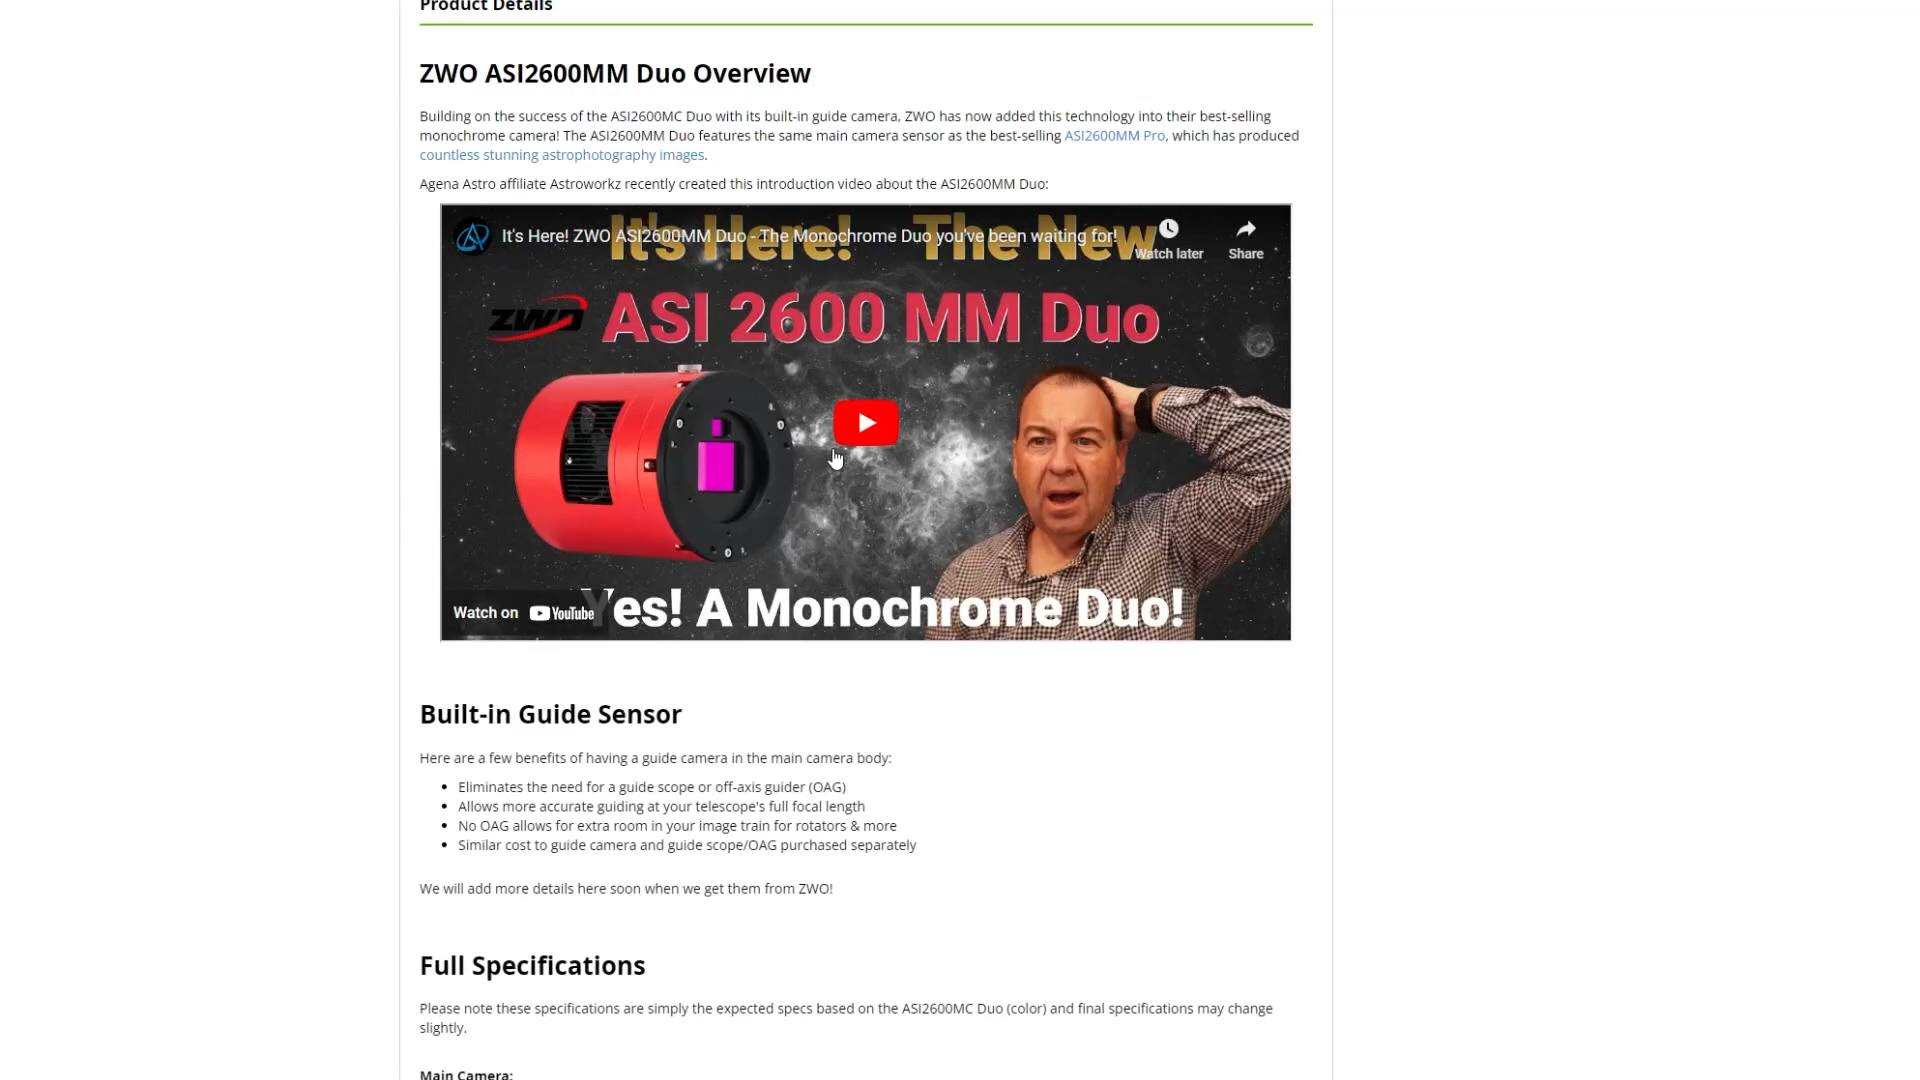 Product Details
ZWO ASI2600MM Duo Overview
Building on the success of the ASI2600MC Duo with its built-in guide camera, ZWO has now added this technology into their best-selling
monochrome camera! The ASI2600MM Duo features the same main camera sensor as the best-selling ASI2600MM Pro, which has produced
countless stunning astrophotography images.
Agena Astro affiliate Astroworkz recently created this introduction video about the ASI2600MM Duo:
It's Here! The New
It's Here! ZWO ASI2600MM Duo - The Monochrome Duo you've been waiting for!
Watch later
Share
ZWO
ASI 2600 MM Duo
Watch on YouTube
Yes! A Monochrome Duo!
Built-in Guide Sensor
Here are a few benefits of having a guide camera in the main camera body:
• Eliminates the need for a guide scope or off-axis guider (OAG)
• Allows more accurate guiding at your telescope's full focal length
• No OAG allows for extra room in your image train for rotators & more
• Similar cost to guide camera and guide scope/OAG purchased separately
We will add more details here soon when we get them from ZWO!
Full Specifications
Please note these specifications are simply the expected specs based on the ASI2600MC Duo (color) and final specifications may change
slightly.
Main Camera: